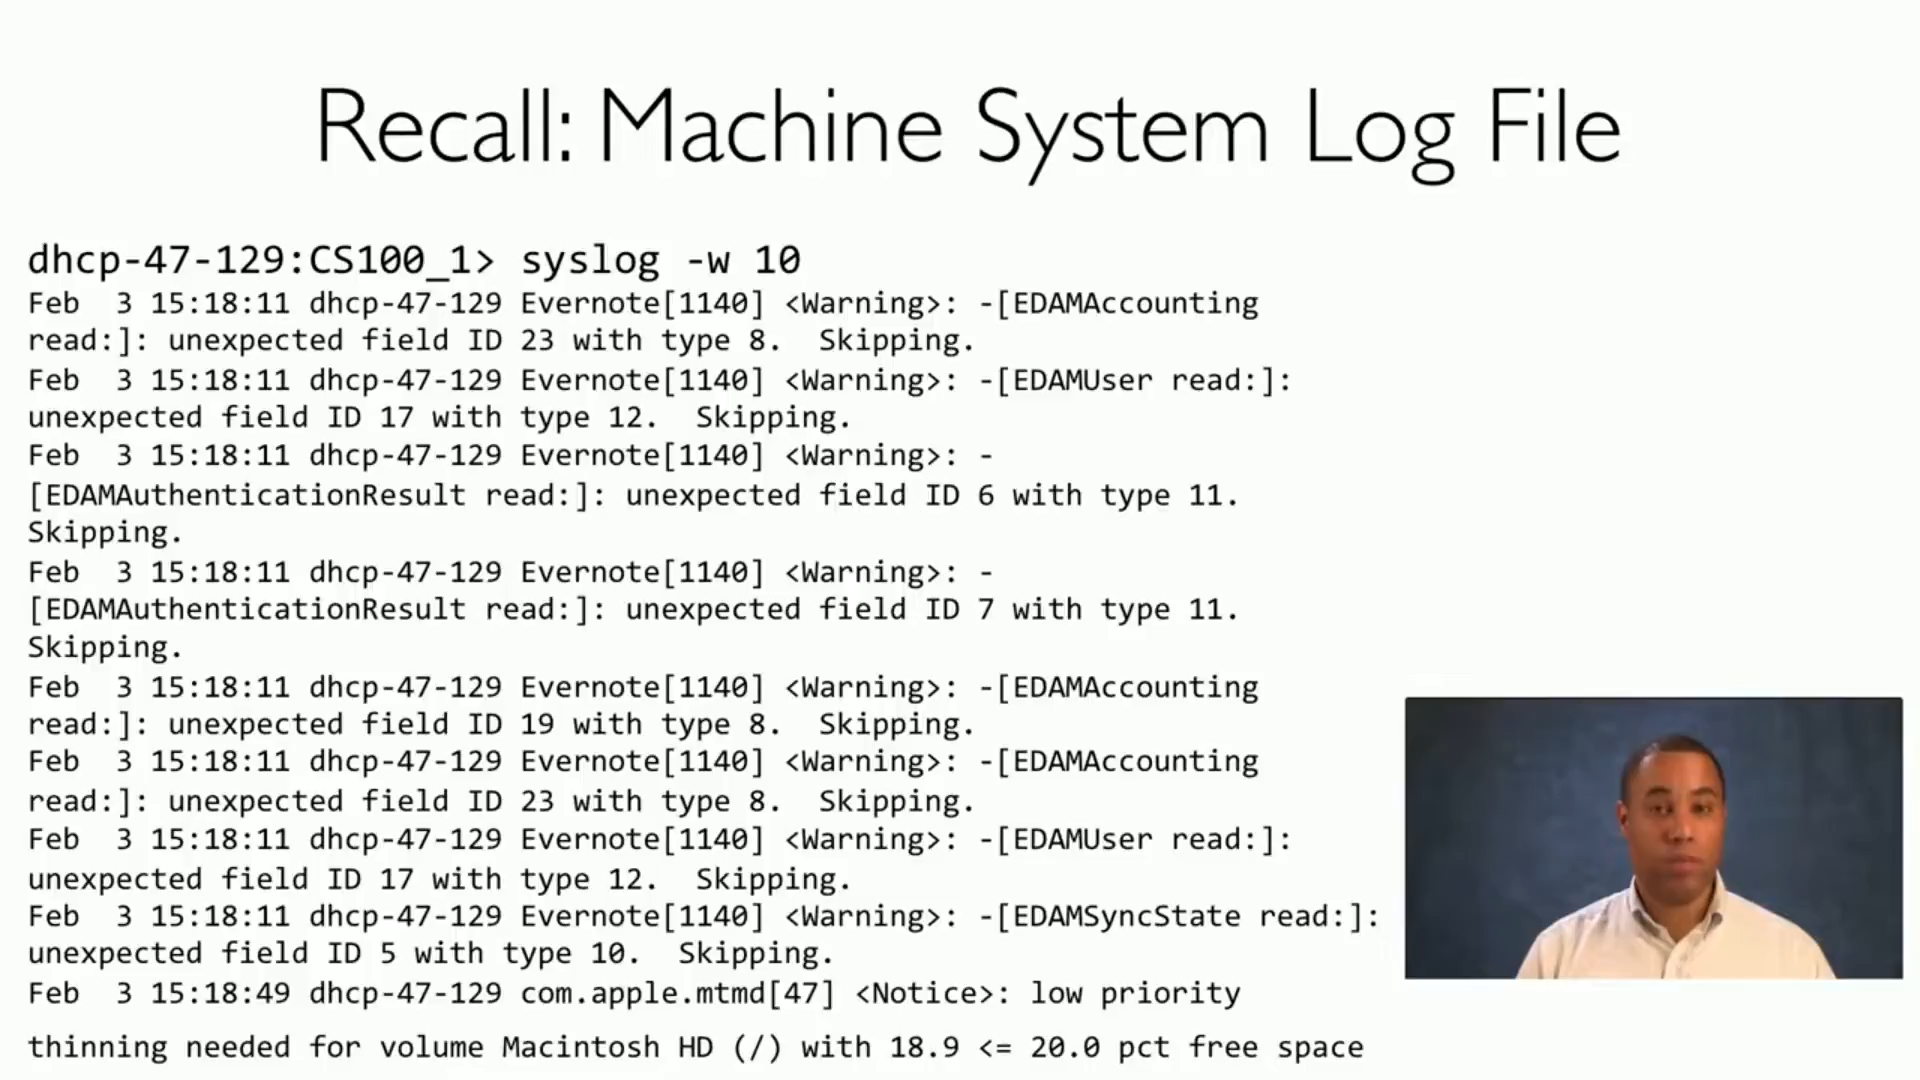 Recall: Machine System Log File
dhcp-47-129:CS100_1> syslog -w 10
Feb  3 15:18:11 dhcp-47-129 Evernote[1140] <Warning>: -[EDAMAccounting
read:]: unexpected field ID 23 with type 8.  Skipping.
Feb  3 15:18:11 dhcp-47-129 Evernote[1140] <Warning>: -[EDAMUser read:]:
unexpected field ID 17 with type 12.  Skipping.
Feb  3 15:18:11 dhcp-47-129 Evernote[1140] <Warning>: -
[EDAMAuthenticationResult read:]: unexpected field ID 6 with type 11.
Skipping.
Feb  3 15:18:11 dhcp-47-129 Evernote[1140] <Warning>: -
[EDAMAuthenticationResult read:]: unexpected field ID 7 with type 11.
Skipping.
Feb  3 15:18:11 dhcp-47-129 Evernote[1140] <Warning>: -[EDAMAccounting
read:]: unexpected field ID 19 with type 8.  Skipping.
Feb  3 15:18:11 dhcp-47-129 Evernote[1140] <Warning>: -[EDAMAccounting
read:]: unexpected field ID 23 with type 8.  Skipping.
Feb  3 15:18:11 dhcp-47-129 Evernote[1140] <Warning>: -[EDAMUser read:]:
unexpected field ID 17 with type 12.  Skipping.
Feb  3 15:18:11 dhcp-47-129 Evernote[1140] <Warning>: -[EDAMSyncState read:]:
unexpected field ID 5 with type 10.  Skipping.
Feb  3 15:18:49 dhcp-47-129 com.apple.mtmd[47] <Notice>: low priority
thinning needed for volume Macintosh HD (/) with 18.9 <= 20.0 pct free space